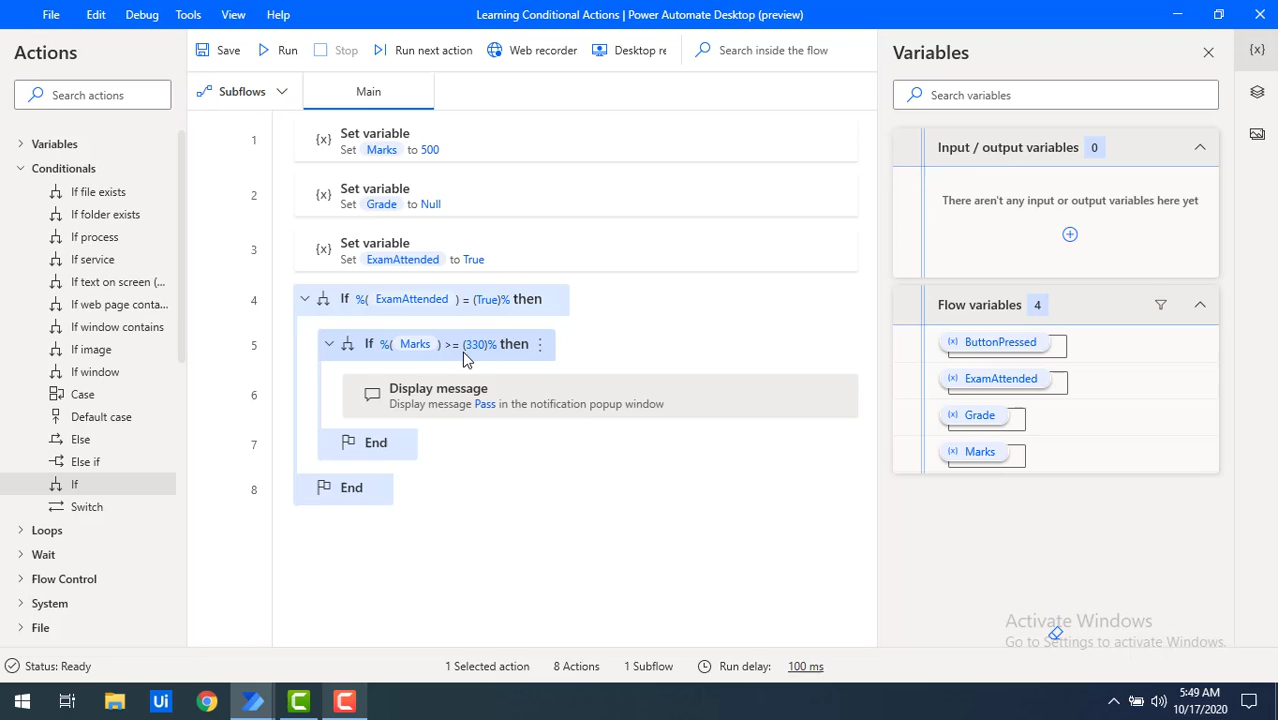 File Edit Debug Tools View Help
Learning Conditional Actions | Power Automate Desktop (preview)
Actions
Search actions
Variables
Conditionals
If file exists
If folder exists
If process
If service
If text on screen (...
If web page conta...
If window contains
If image
If window
Case
Default case
Else
Else if
If
Switch
Loops
Wait
Flow Control
System
File
Save Run Stop Run next action Web recorder Desktop re Search inside the flow
Subflows Main
1 {x} Set variable
Set Marks to 500
2 {x} Set variable
Set Grade to Null
3 {x} Set variable
Set ExamAttended to True
4 If %( ExamAttended ) = (True)% then
5 If %( Marks ) >= (330)% then
6 Display message
Display message Pass in the notification popup window
7 End
8 End
Variables
{x}
Search variables
Input / output variables 0
There aren't any input or output variables here yet
Flow variables 4
(x) ButtonPressed
(x) ExamAttended
(x) Grade
(x) Marks
Activate Windows
Go to Settings to activate Windows.
Status: Ready 1 Selected action 8 Actions 1 Subflow Run delay: 100 ms
Ui
5:49 AM
10/17/2020